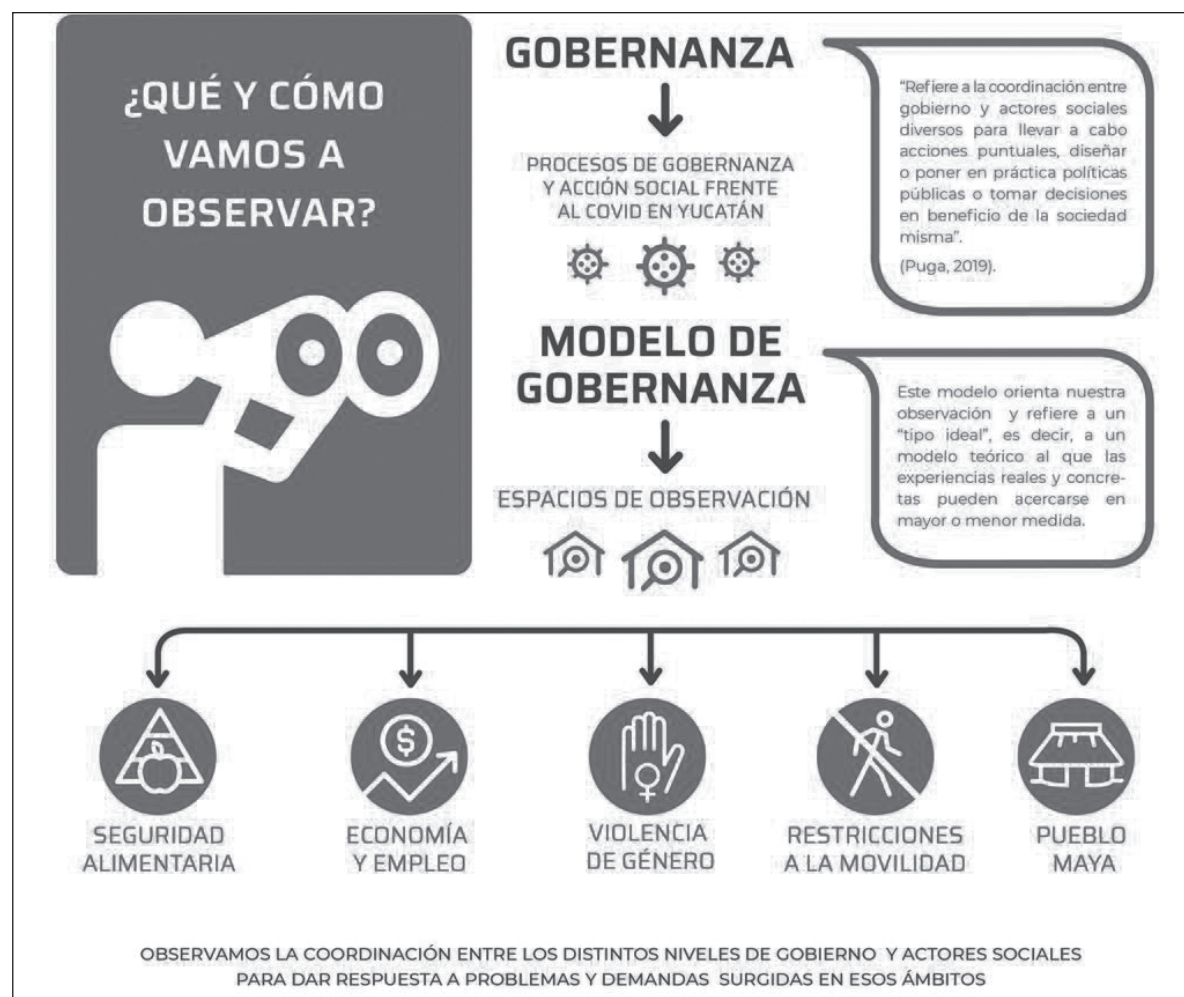 ¿QUÉ Y CÓMO
VAMOS A
OBSERVAR?
GOBERNANZA
PROCESOS DE GOBERNANZA
Y ACCIÓN SOCIAL FRENTE
AL COVID EN YUCATÁN
“Refiere a la coordinación entre
gobierno y actores sociales
diversos para llevar a cabo
acciones puntuales, diseñar
o poner en práctica políticas
públicas o tomar decisiones
en beneficio de la sociedad
misma”.
(Puga, 2019).
MODELO DE
GOBERNANZA
ESPACIOS DE OBSERVACIÓN
Este modelo orienta nuestra
observación y refiere a un
“tipo ideal”, es decir, a un
modelo teórico al que las
experiencias reales y concre-
tas pueden acercarse en
mayor o menor medida.
$
SEGURIDAD
ALIMENTARIA
ECONOMÍA
Y EMPLEO
VIOLENCIA
DE GÉNERO
RESTRICCIONES
A LA MOVILIDAD
PUEBLO
MAYA
OBSERVAMOS LA COORDINACIÓN ENTRE LOS DISTINTOS NIVELES DE GOBIERNO Y ACTORES SOCIALES
PARA DAR RESPUESTA A PROBLEMAS Y DEMANDAS SURGIDAS EN ESOS ÁMBITOS